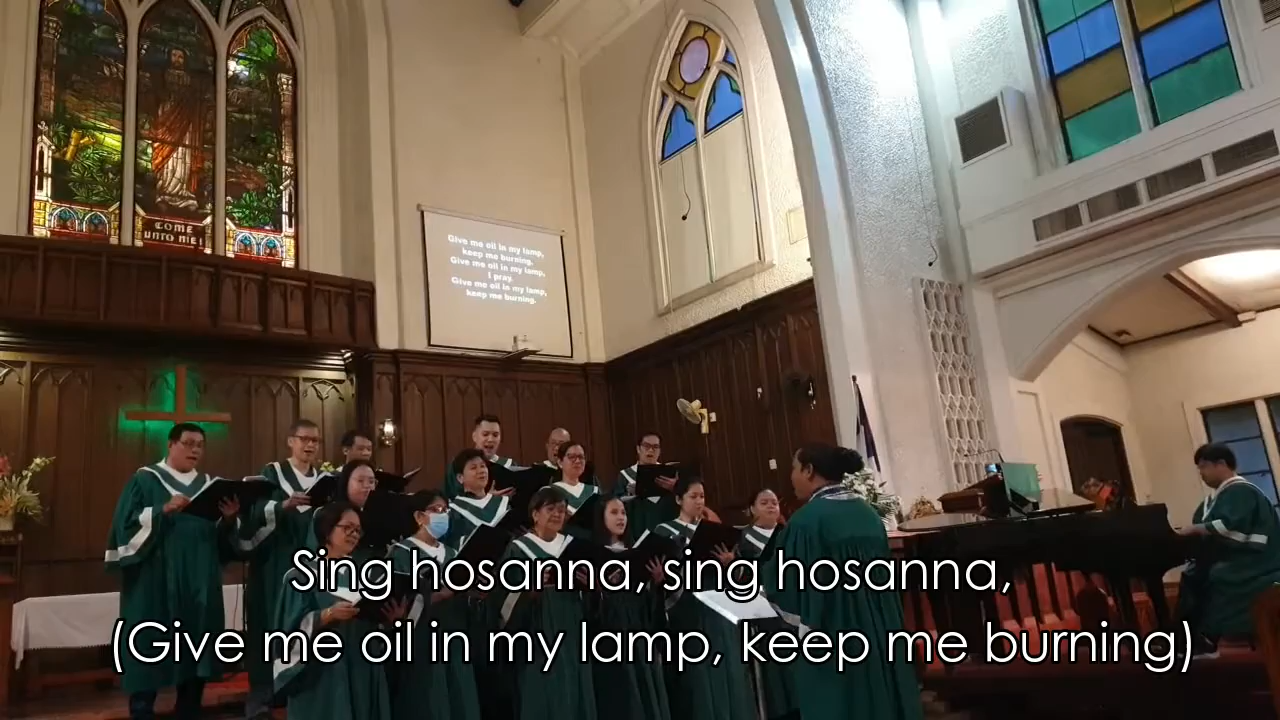 COME
UNTO ME!
Give me oil in my lamp,
keep me burning.
Give me oil in my lamp,
I pray.
Give me oil in my lamp,
keep me burning.
Sing hosanna, sing hosanna,
(Give me oil in my lamp, keep me burning)